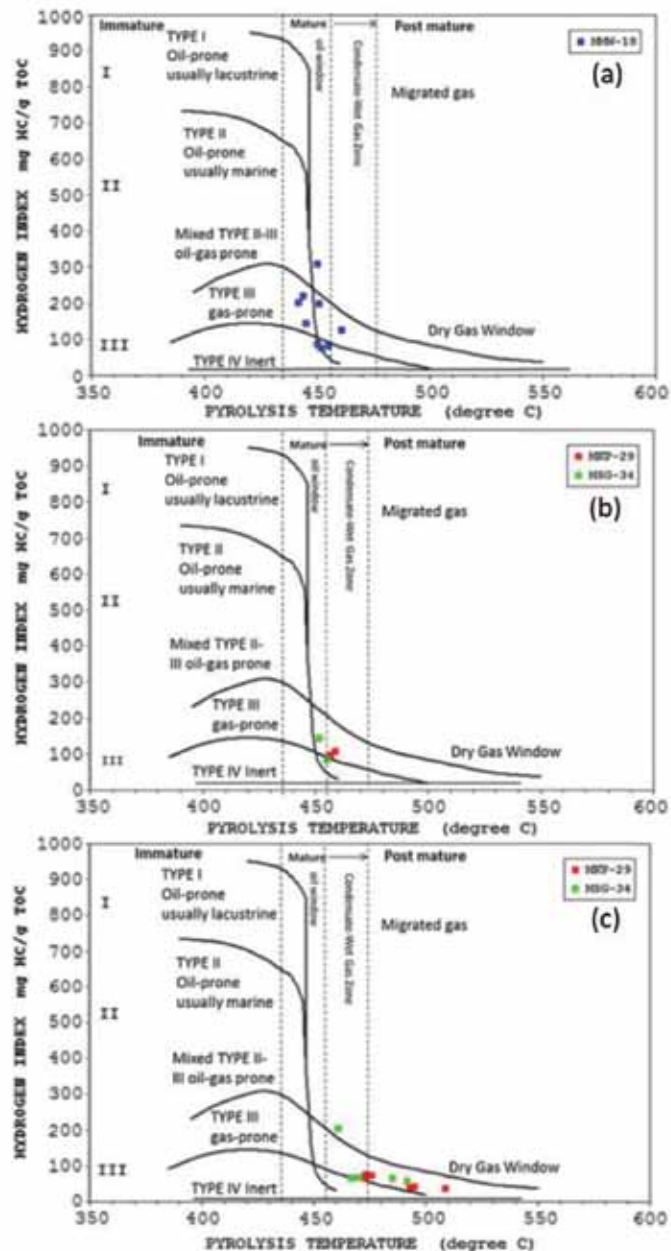 Immature
Mature
Post mature
TYPE I
Oil-prone
usually lacustrine
oil window
Condensate-Wet Gas Zone
Migrated gas
(a)
I
TYPE II
Oil-prone
usually marine
II
Mixed TYPE II-III
oil-gas prone
TYPE III
gas-prone
III
TYPE IV Inert
Dry Gas Window
HYDROGEN INDEX mg HC/g TOC
1000
900
800
700
600
500
400
300
200
100
0
350
400
450
500
550
600
PYROLYSIS TEMPERATURE (degree C)
Immature
Mature
Post mature
TYPE I
Oil-prone
usually lacustrine
oil window
Condensate-Wet Gas Zone
Migrated gas
HSG-34
(b)
I
TYPE II
Oil-prone
usually marine
II
Mixed TYPE II-
III oil-gas prone
TYPE III
gas-prone
III
TYPE IV Inert
Dry Gas Window
HYDROGEN INDEX mg HC/g TOC
1000
900
800
700
600
500
400
300
200
100
0
350
400
450
500
550
600
PYROLYSIS TEMPERATURE (degree C)
Immature
Mature
Post mature
TYPE I
Oil-prone
usually lacustrine
oil window
Condensate-Wet Gas Zone
Migrated gas
HSG-34
(c)
I
TYPE II
Oil-prone
usually marine
II
Mixed TYPE II-
III oil-gas prone
TYPE III
gas-prone
III
TYPE IV Inert
Dry Gas Window
HYDROGEN INDEX mg HC/g TOC
1000
900
800
700
600
500
400
300
200
100
0
350
400
450
500
550
600
PYROLYSIS TEMPERATURE (degree C)